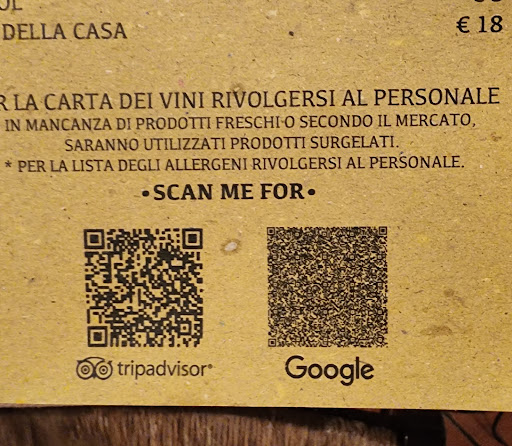 DELLA CASA € 18
R LA CARTA DEI VINI RIVOLGERSI AL PERSONALE
IN MANCANZA DI PRODOTTI FRESCHI O SECONDO IL MERCATO,
SARANNO UTILIZZATI PRODOTTI SURGELATI.
* PER LA LISTA DEGLI ALLERGENI RIVOLGERSI AL PERSONALE.
•SCAN ME FOR•
tripadvisor® Google